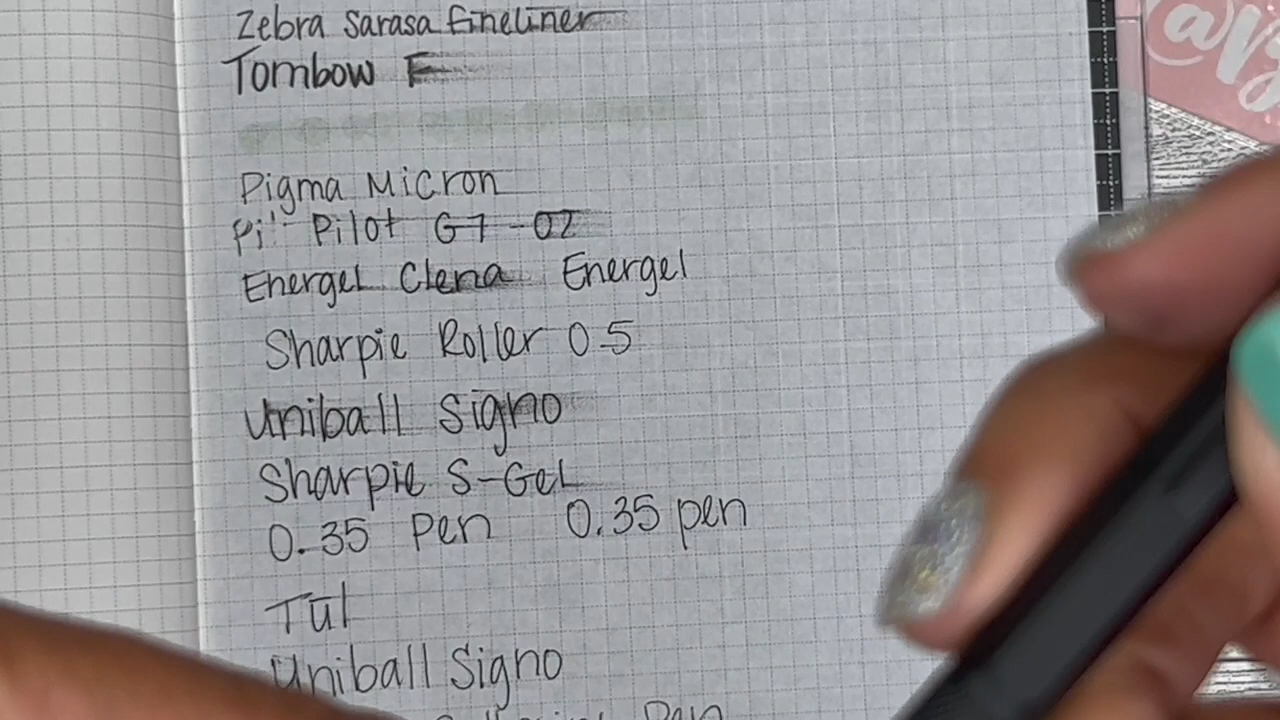 Zebra Sarasa fineliner
Tombow F
Pigma Micron
Pi Pilot G7-02
Energel Clena Energel
Sharpie Roller 0.5
Uniball Signo
Sharpie S-Gel
0.35 Pen 0.35 pen
Tul
Uniball Signo
Pen